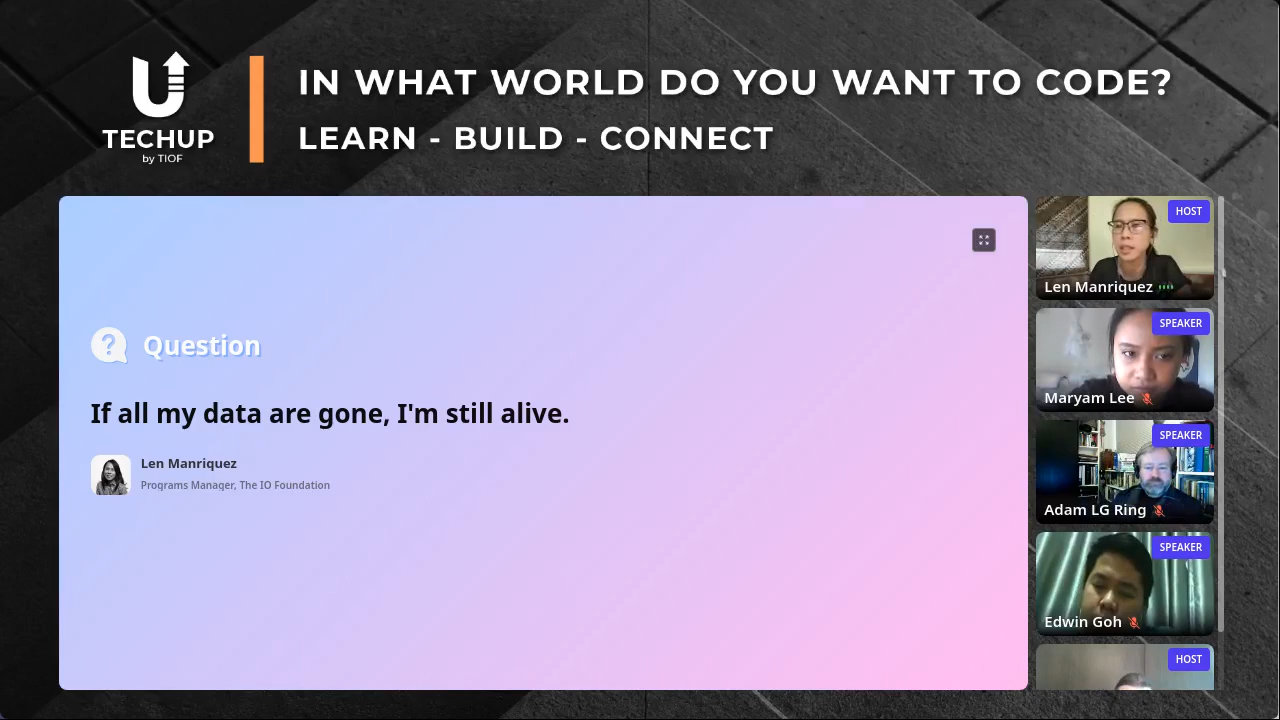 IN WHAT WORLD DO YOU WANT TO CODE?
LEARN - BUILD - CONNECT
TECHUP
by TIOF
Question
If all my data are gone, I'm still alive.
Len Manriquez
Programs Manager, The IO Foundation
HOST
Len Manriquez
SPEAKER
Maryam Lee
SPEAKER
Adam LG Ring
SPEAKER
Edwin Goh
HOST